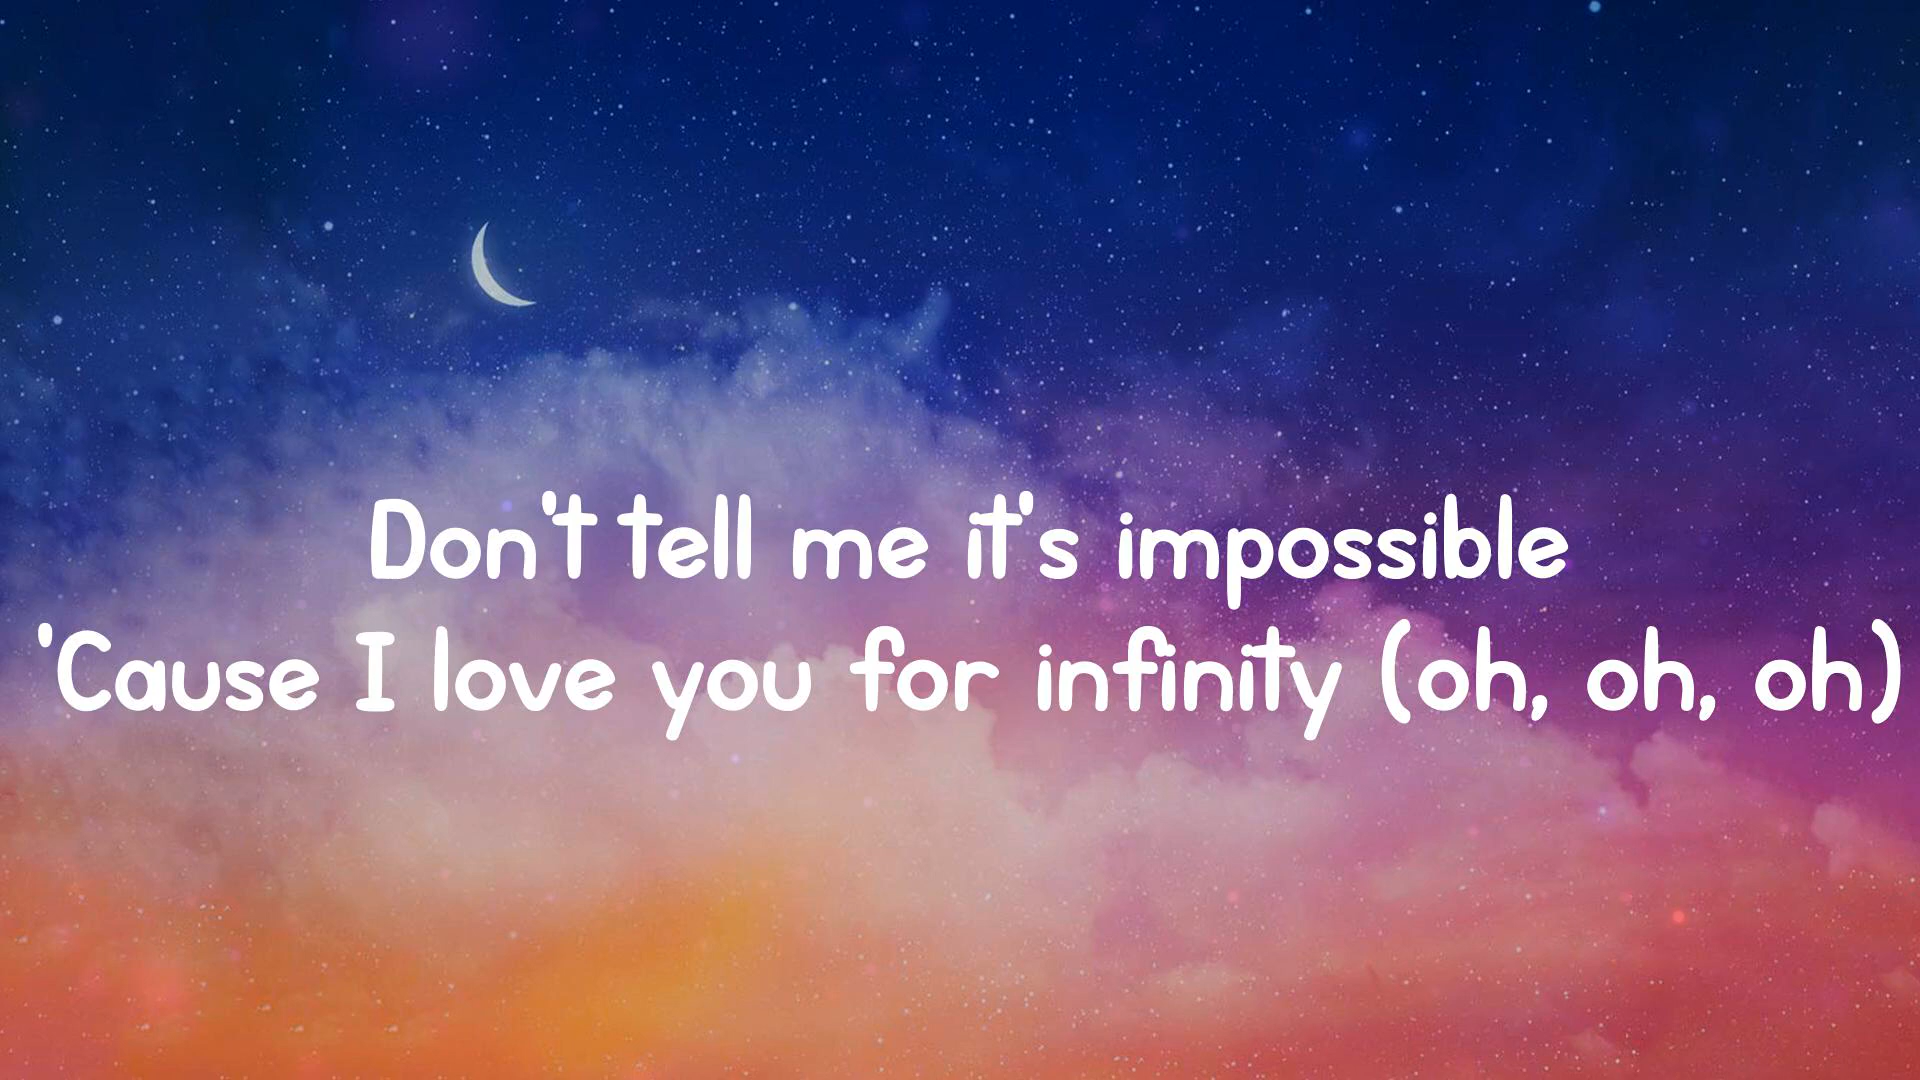 Don't tell me it's impossible
'Cause I love you for infinity (oh, oh, oh)